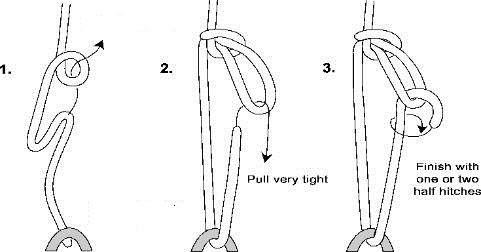 1.
2.
3.
Pull very tight
Finish with
one or two
half hitches